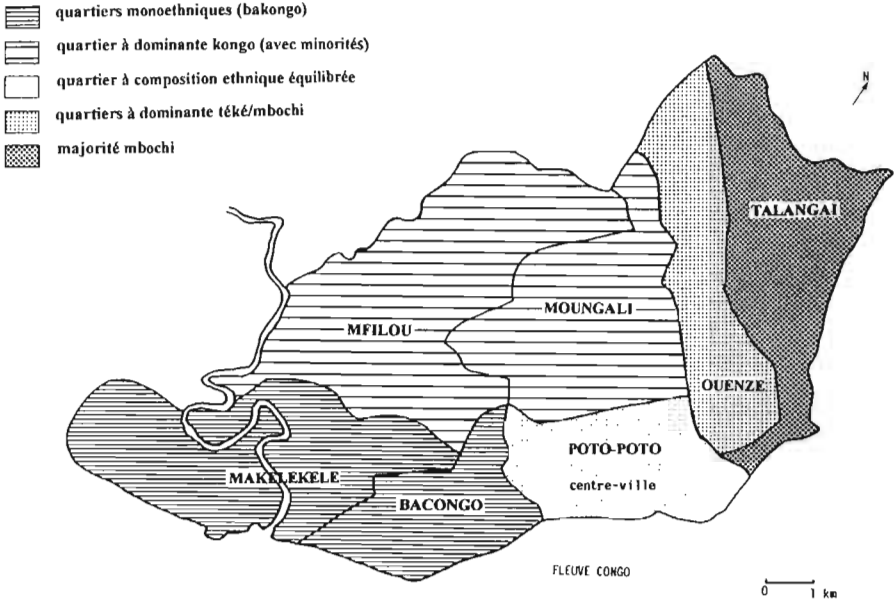 quartiers monoethniques (bakongo)
quartier à dominante kongo (avec minorités)
quartier à composition ethnique équilibrée
quartiers à dominante téké/mbochi
majorité mbochi
N
TALANGAI
MOUNGALI
MFILOU
OUENZE
POTO-POTO
centre-ville
MAKELEKELE
BACONGO
FLEUVE CONGO
0 1 km